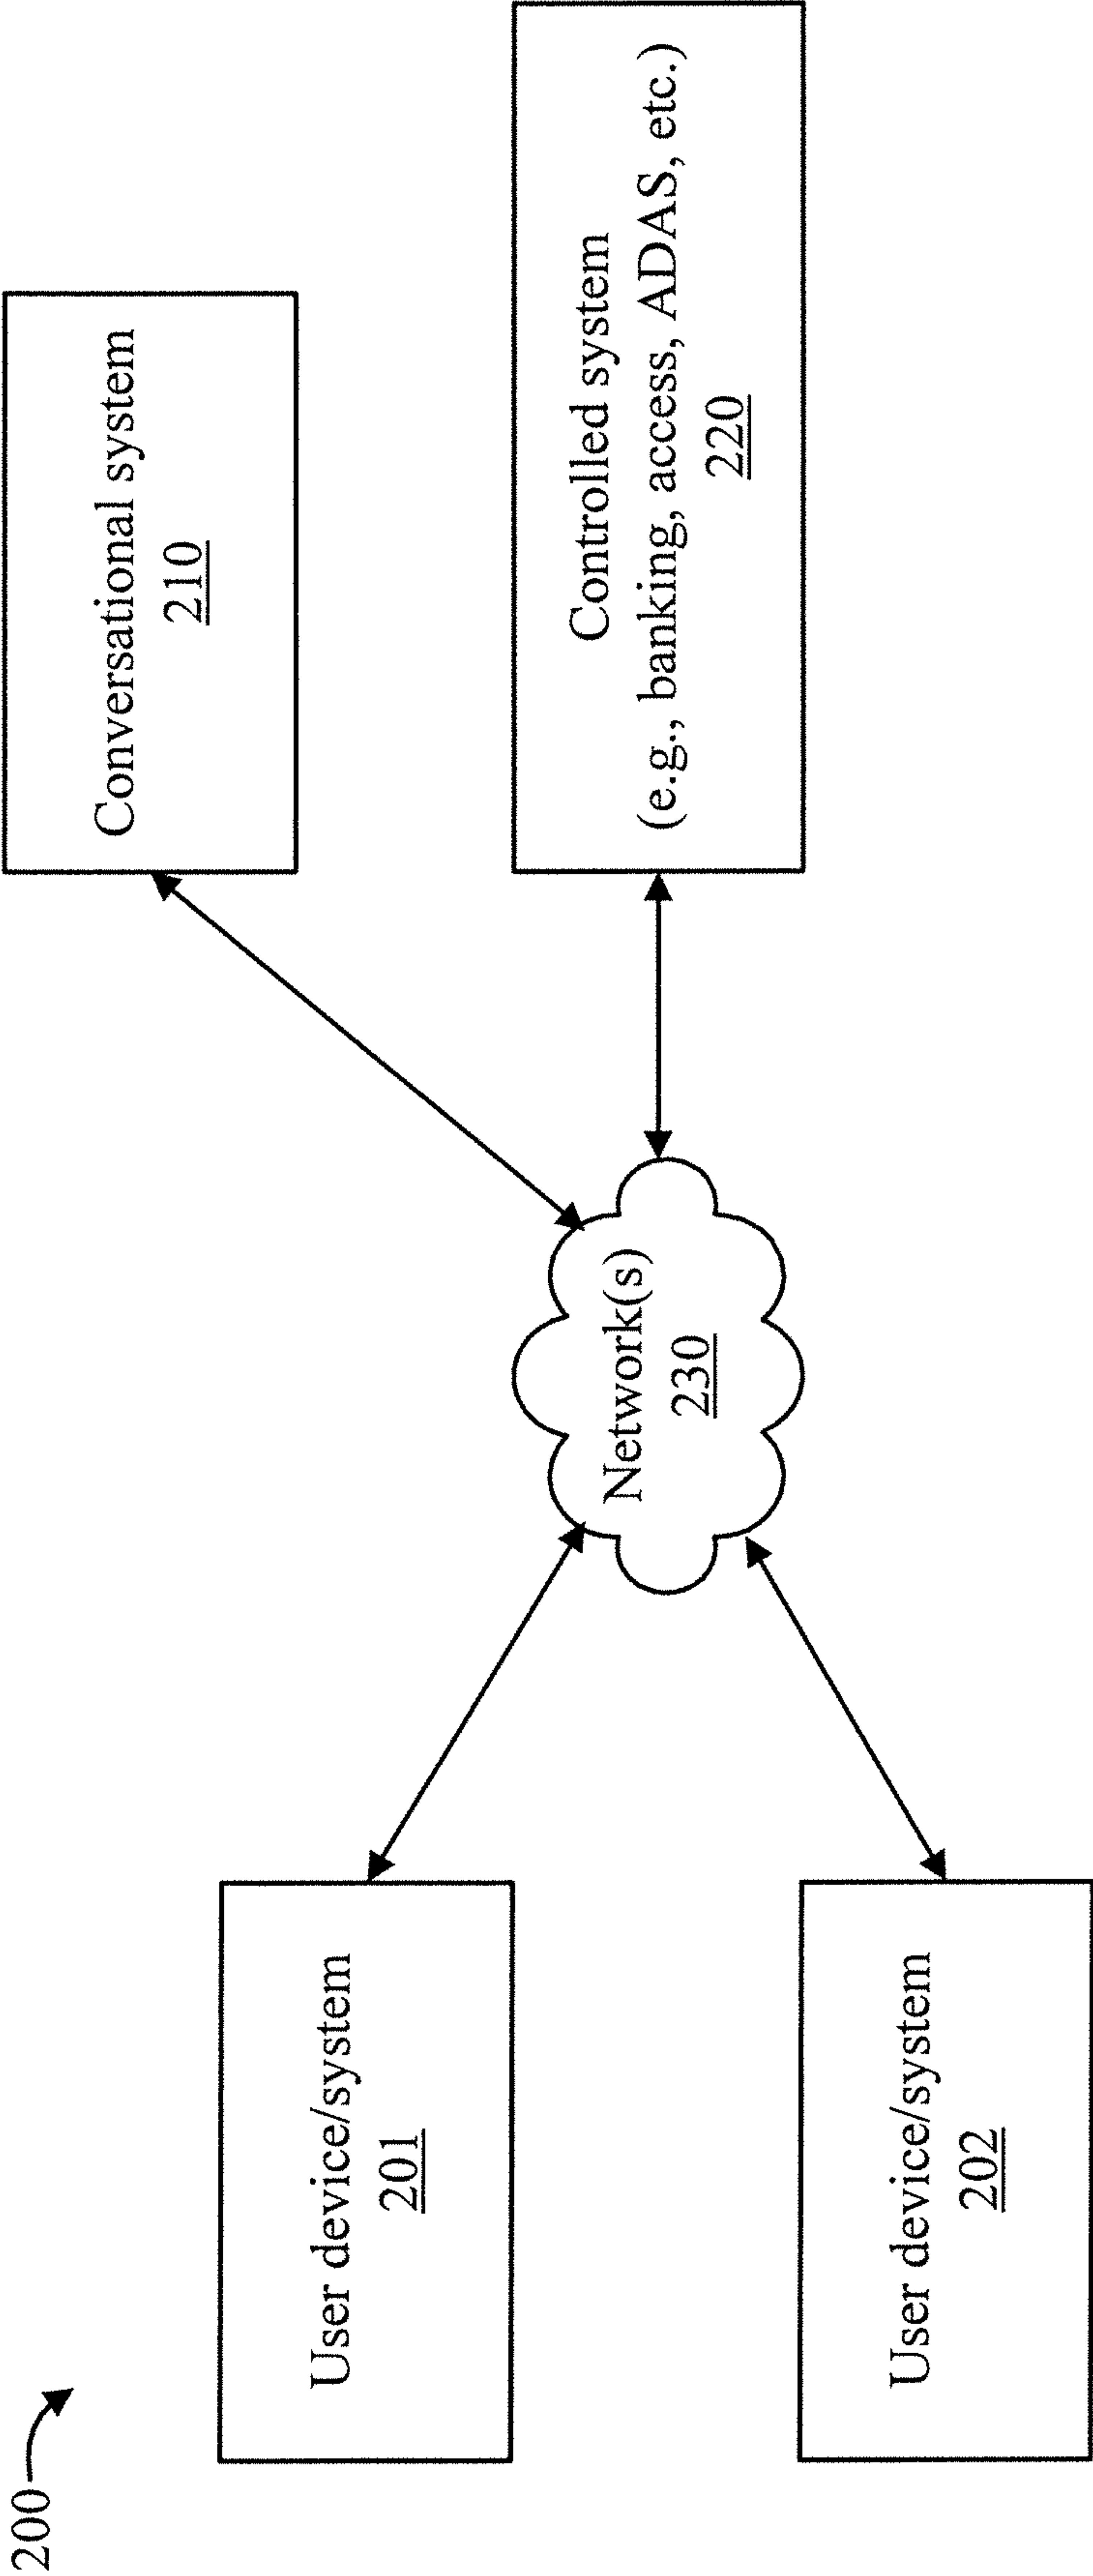 200
User device/system
201
User device/system
202
Network(s)
230
Conversational system
210
Controlled system
(e.g., banking, access, ADAS, etc.)
220